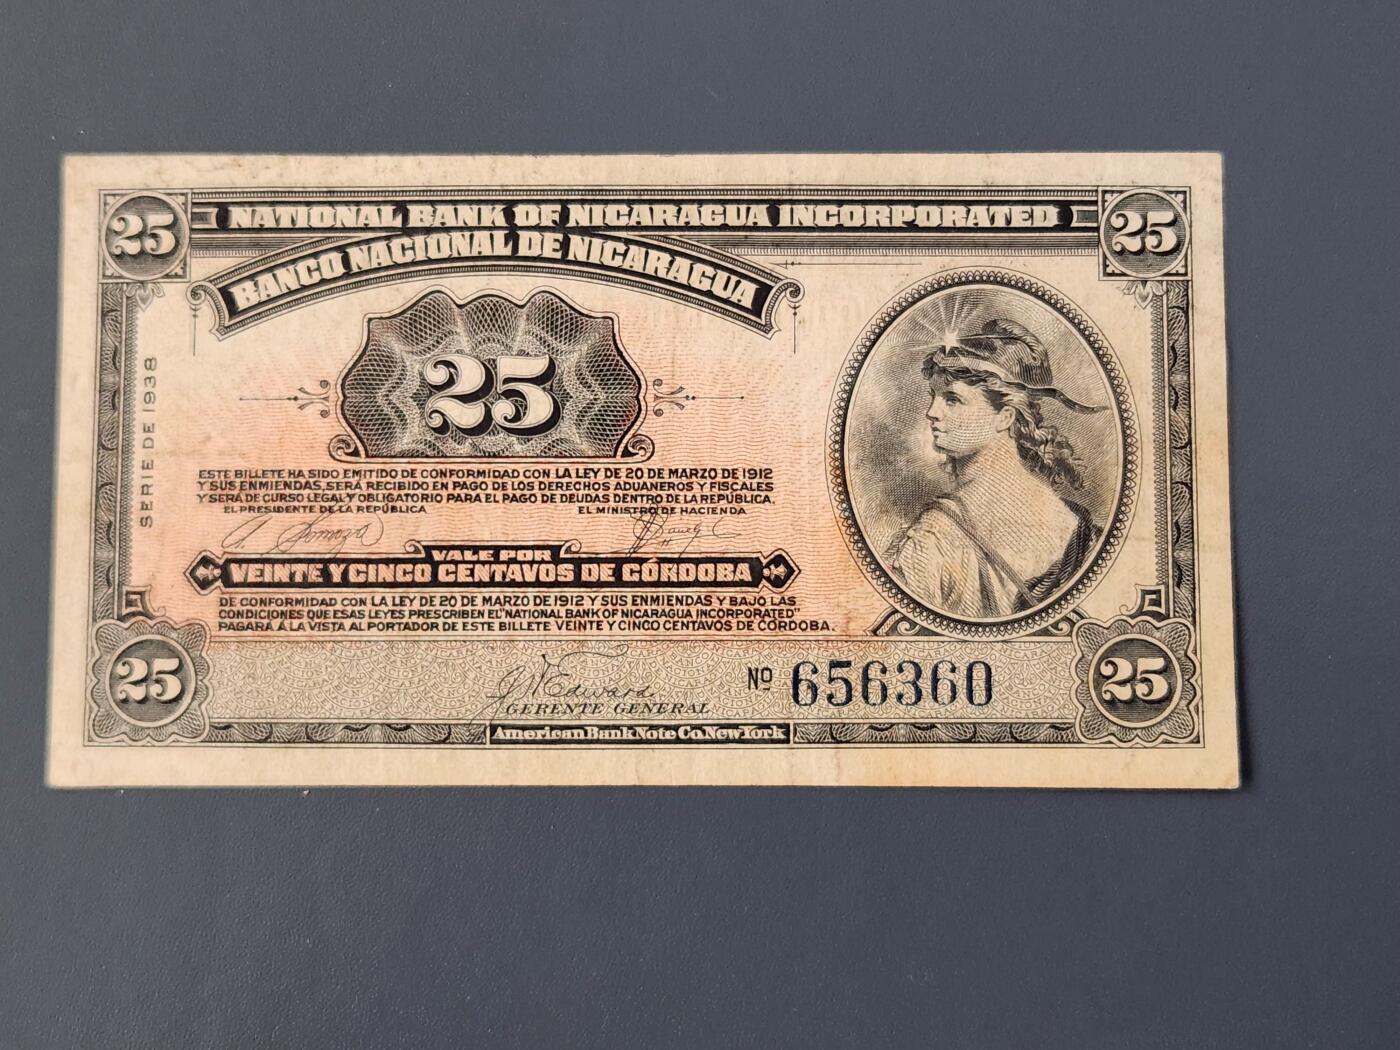 25 NATIONAL BANK OF NICARAGUA INCORPORATED 25
BANCO NACIONAL DE NICARAGUA
25
SERIE DE 1938
ESTE BILLETE HA SIDO EMITIDO DE CONFORMIDAD CON LA LEY DE 20 DE MARZO DE 1912
Y SUS ENMIENDAS, SERÁ RECIBIDO EN PAGO DE LOS DERECHOS ADUANEROS Y FISCALES
Y SERÁ DE CURSO LEGAL Y OBLIGATORIO PARA EL PAGO DE DEUDAS DENTRO DE LA REPÚBLICA.
EL PRESIDENTE DE LA REPÚBLICA EL MINISTRO DE HACIENDA
VALE POR
VEINTE Y CINCO CENTAVOS DE CÓRDOBA
DE CONFORMIDAD CON LA LEY DE 20 DE MARZO DE 1912 Y SUS ENMIENDAS Y BAJO LAS
CONDICIONES QUE ESAS LEYES PRESCRIBEN EL "NATIONAL BANK OF NICARAGUA INCORPORATED"
PAGARÁ Á LA VISTA AL PORTADOR DE ESTE BILLETE VEINTE Y CINCO CENTAVOS DE CÓRDOBA.
25 Nº 656360 25
GERENTE GENERAL
American Bank Note Co. New York